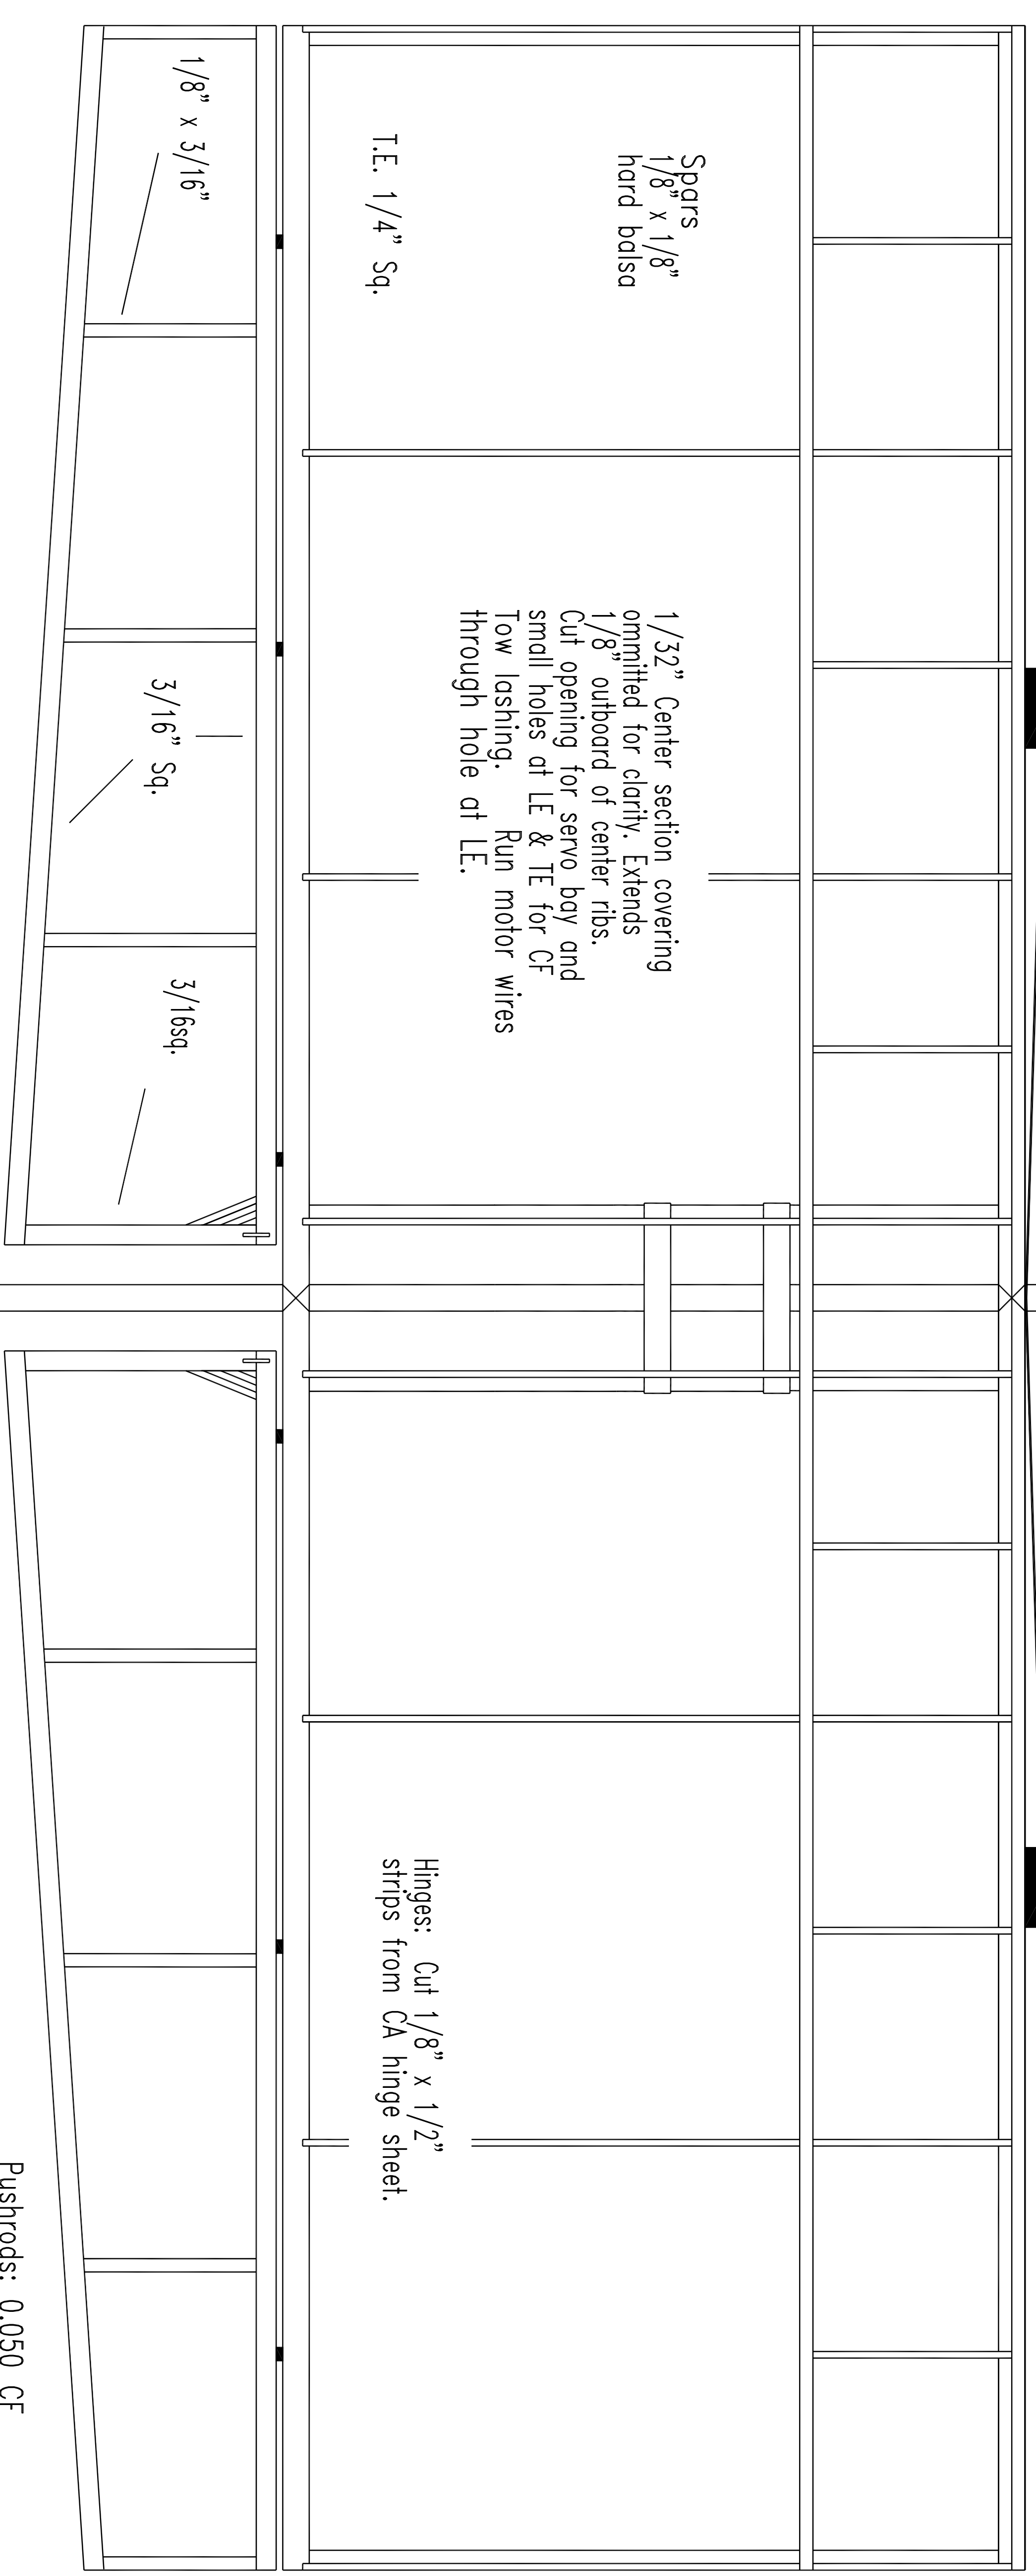 Spars
1/8” x 1/8”
hard balsa
T.E. 1/4” Sq.
1/8” x 3/16”
1/32” Center section covering
ommitted for clarity. Extends
1/8” outboard of center ribs.
Cut opening for servo bay and
small holes at LE & TE for CF
Tow lashing. Run motor wires
through hole at LE.
3/16” Sq.
3/16sq.
Hinges: Cut 1/8” x 1/2”
strips from CA hinge sheet.
Pushrods: 0.050 CF